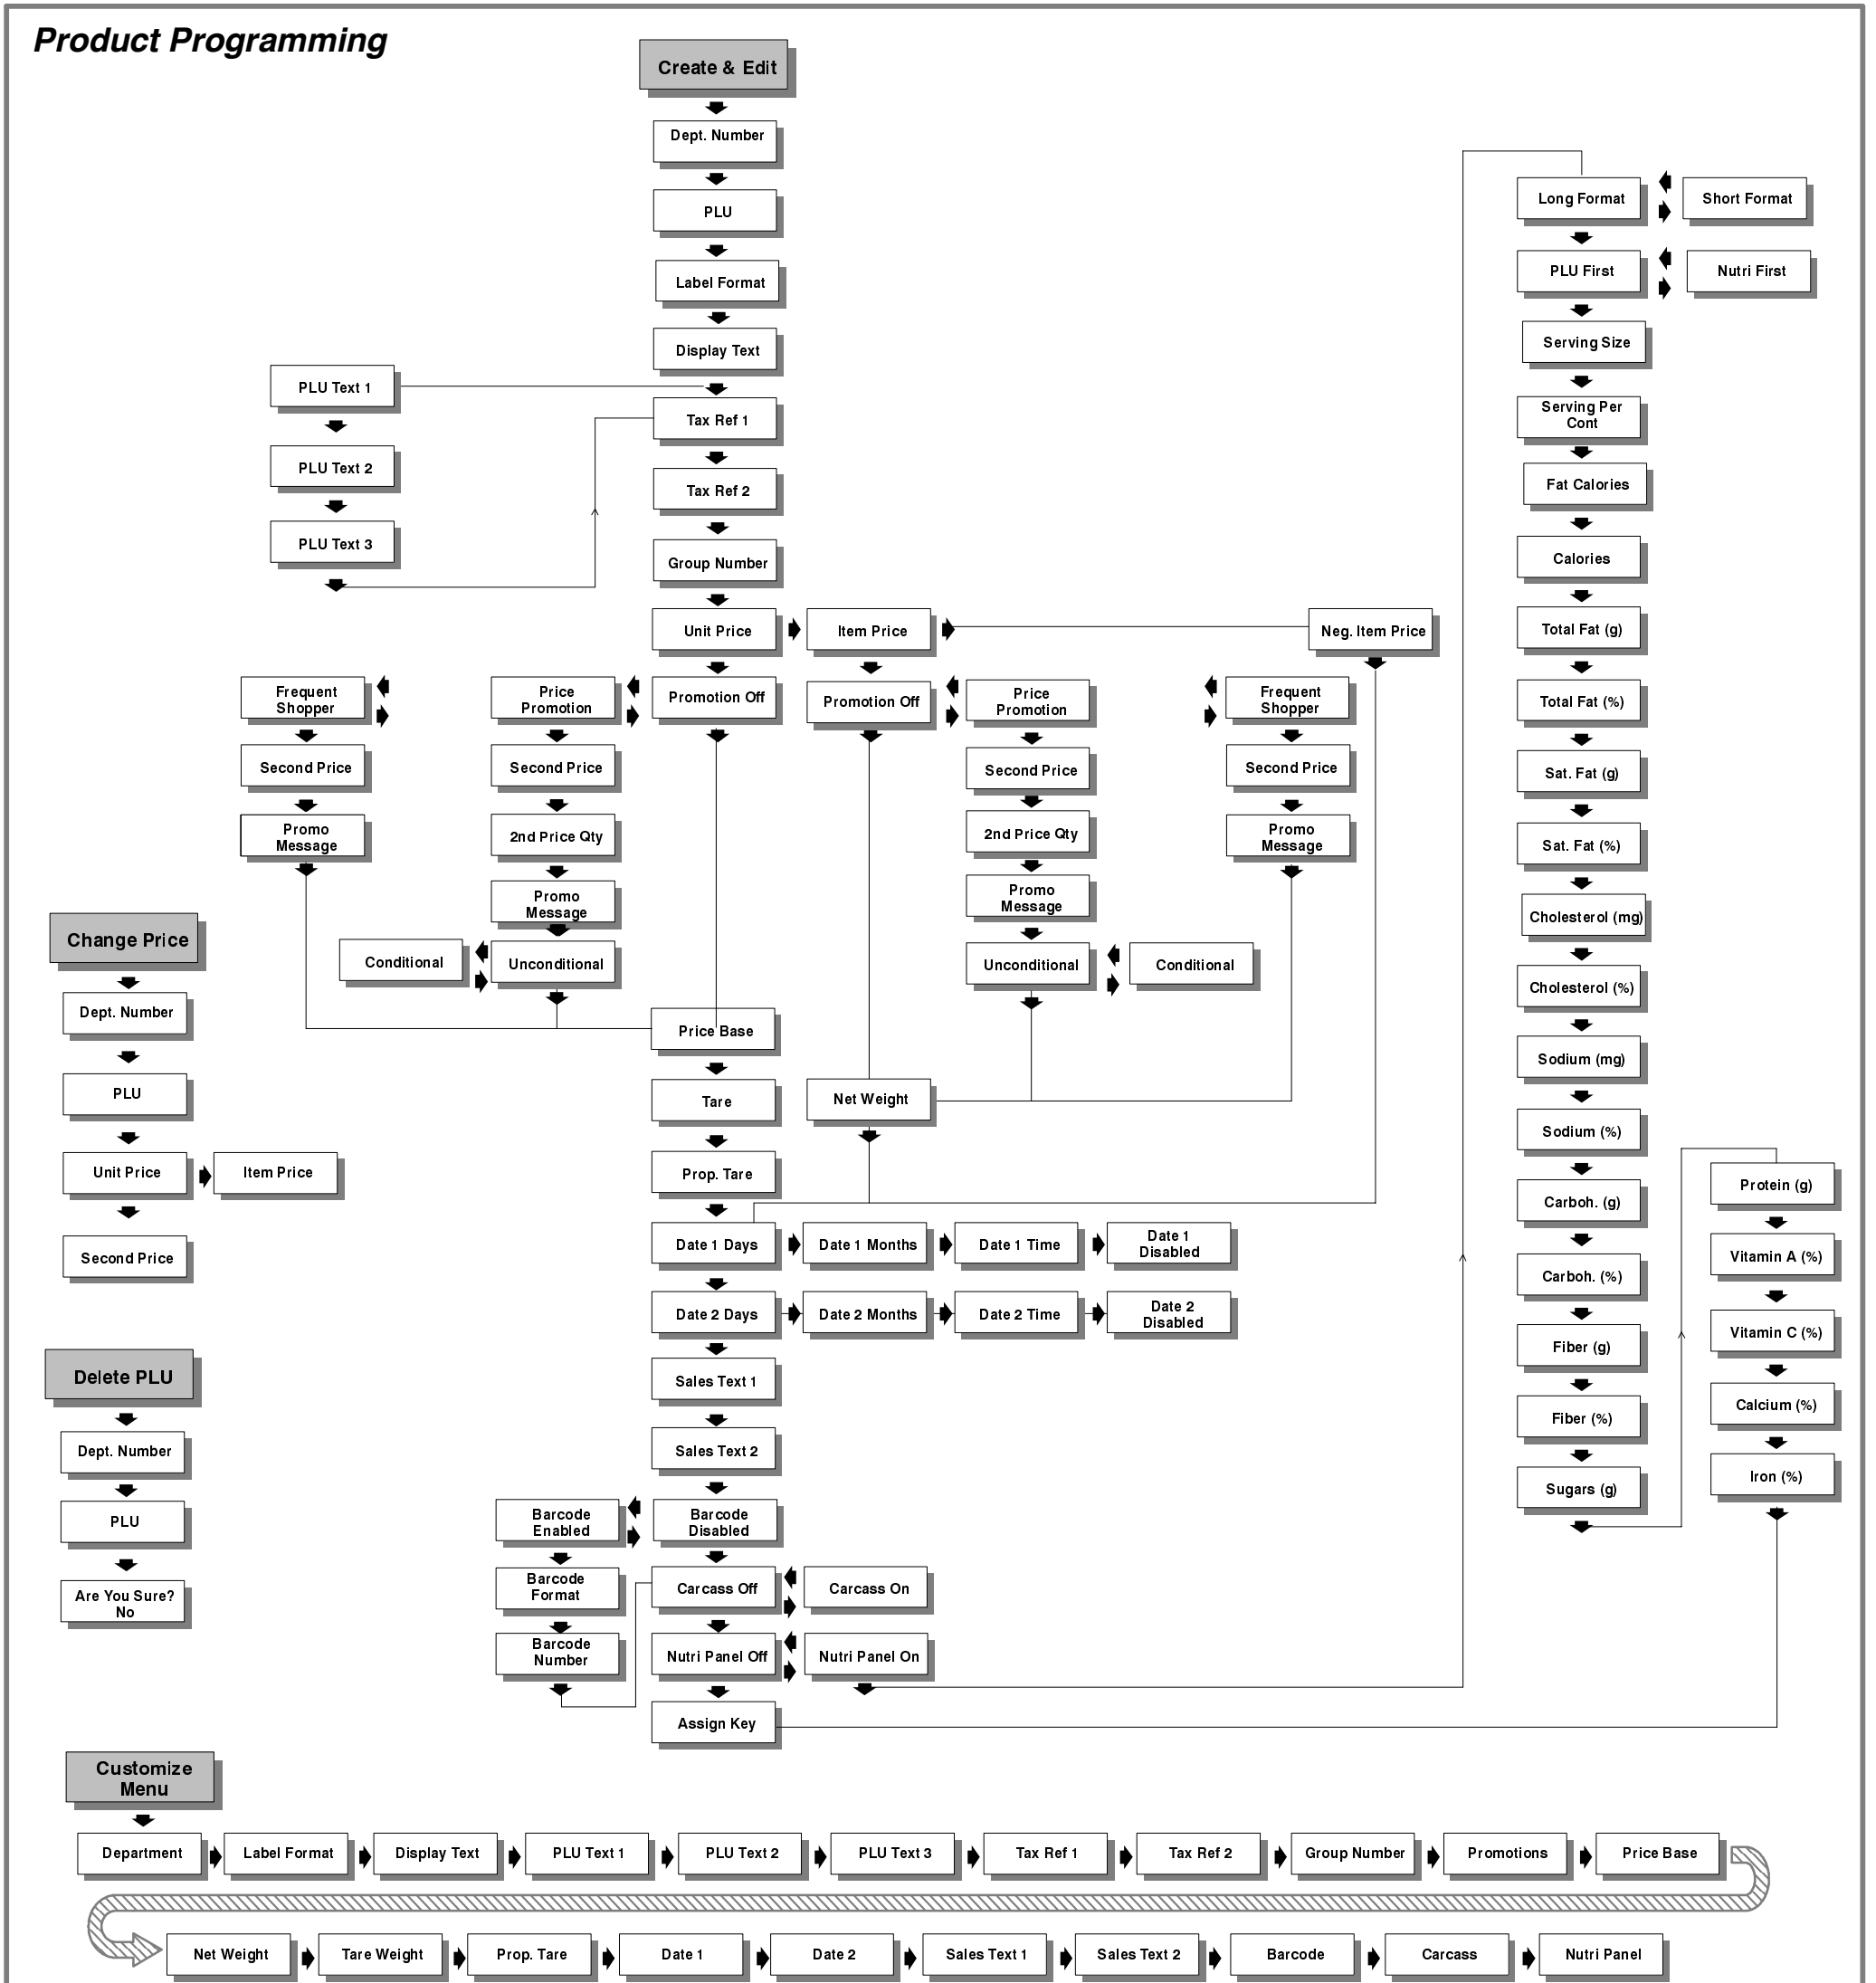 Product Programming
Create & Edit
Dept. Number
PLU
Label Format
Display Text
PLU Text 1
PLU Text 2
PLU Text 3
Tax Ref 1
Tax Ref 2
Group Number
Unit Price
Item Price
Neg. Item Price
Frequent
Shopper
Second Price
Promo
Message
Price
Promotion
Second Price
2nd Price Qty
Promo
Message
Unconditional
Conditional
Promotion Off
Promotion Off
Price
Promotion
Second Price
2nd Price Qty
Promo
Message
Unconditional
Conditional
Frequent
Shopper
Second Price
Promo
Message
Price Base
Tare
Prop. Tare
Net Weight
Date 1 Days
Date 1 Months
Date 1 Time
Date 1
Disabled
Date 2 Days
Date 2 Months
Date 2 Time
Date 2
Disabled
Sales Text 1
Sales Text 2
Barcode
Enabled
Barcode
Disabled
Barcode
Format
Barcode
Number
Carcass Off
Carcass On
Nutri Panel Off
Nutri Panel On
Assign Key
Long Format
Short Format
PLU First
Nutri First
Serving Size
Serving Per
Cont
Fat Calories
Calories
Total Fat (g)
Total Fat (%)
Sat. Fat (g)
Sat. Fat (%)
Cholesterol (mg)
Cholesterol (%)
Sodium (mg)
Sodium (%)
Carboh. (g)
Carboh. (%)
Fiber (g)
Fiber (%)
Sugars (g)
Protein (g)
Vitamin A (%)
Vitamin C (%)
Calcium (%)
Iron (%)
Change Price
Dept. Number
PLU
Unit Price
Item Price
Second Price
Delete PLU
Dept. Number
PLU
Are You Sure?
No
Customize
Menu
Department
Label Format
Display Text
PLU Text 1
PLU Text 2
PLU Text 3
Tax Ref 1
Tax Ref 2
Group Number
Promotions
Price Base
Net Weight
Tare Weight
Prop. Tare
Date 1
Date 2
Sales Text 1
Sales Text 2
Barcode
Carcass
Nutri Panel